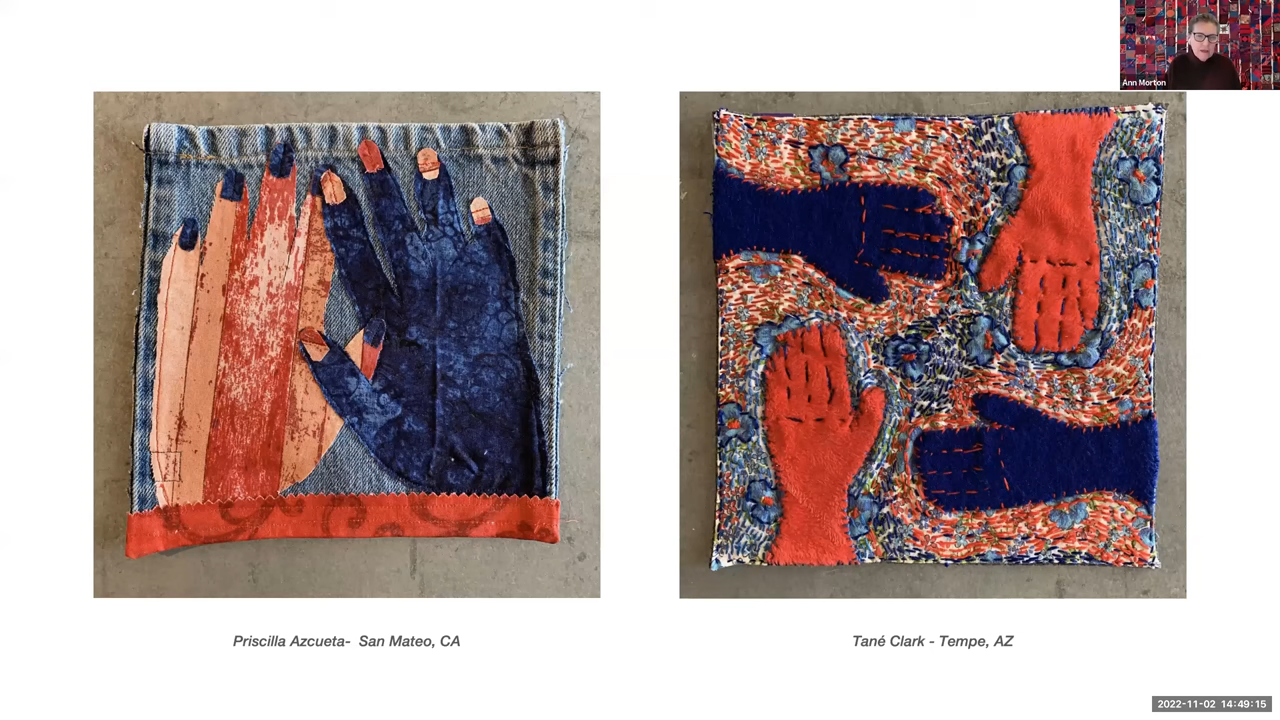 Ann Morton
Priscilla Azcueta-  San Mateo, CA
Tané Clark - Tempe, AZ
2022-11-02 14:49:15